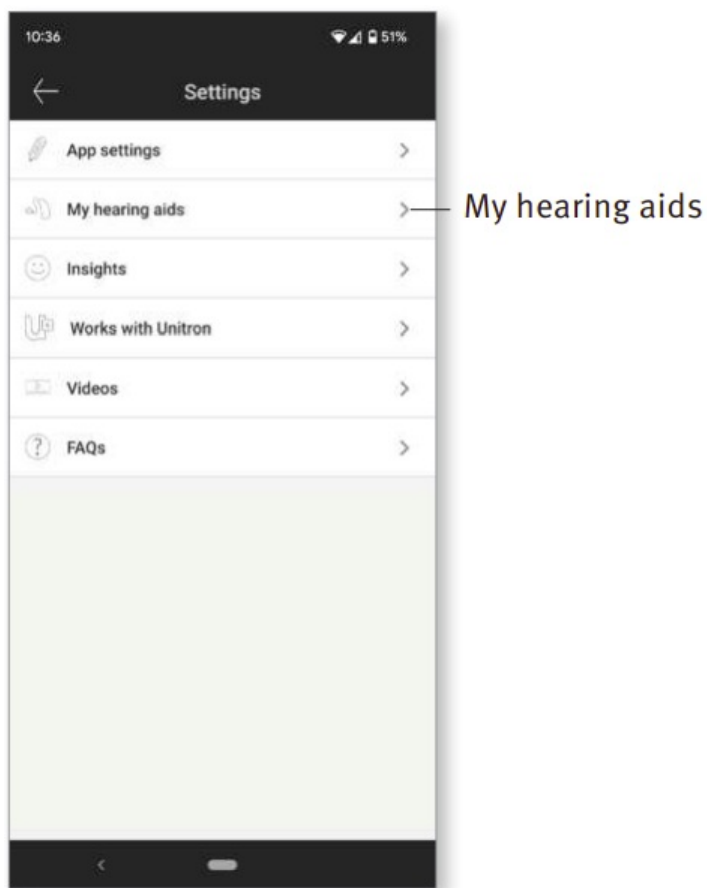 10:36
51%
Settings
App settings
My hearing aids
My hearing aids
Insights
Works with Unitron
Videos
? FAQs